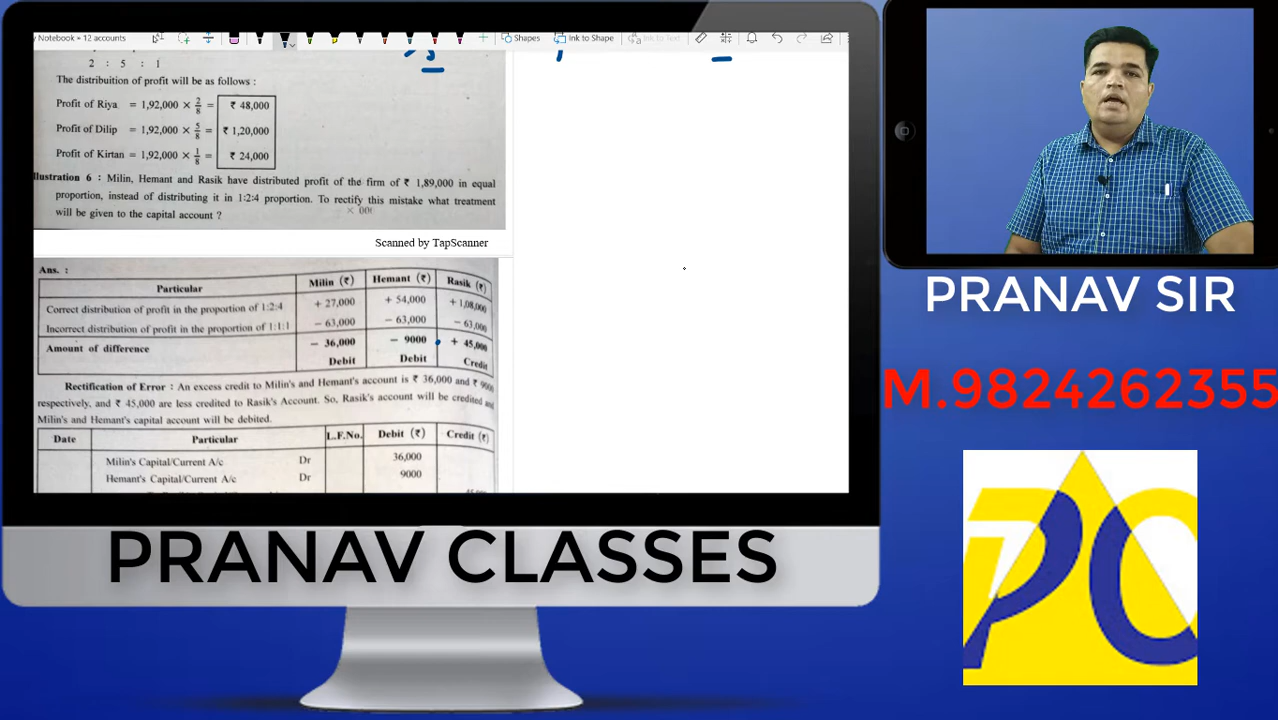 y Notebook » 12 accounts
Shapes
Ink to Shape
Ink to Text
2 : 5 : 1
The distribuition of profit will be as follows :
Profit of Riya = 1,92,000 × 2/8 = ₹ 48,000
Profit of Dilip = 1,92,000 × 5/8 = ₹ 1,20,000
Profit of Kirtan = 1,92,000 × 1/8 = ₹ 24,000
llustration 6 : Milin, Hemant and Rasik have distributed profit of the firm of ₹ 1,89,000 in equal
proportion, instead of distributing it in 1:2:4 proportion. To rectify this mistake what treatment
will be given to the capital account ?
Scanned by TapScanner
Ans. :
Particular Milin (₹) Hemant (₹) Rasik (₹)
Correct distribution of profit in the proportion of 1:2:4 + 27,000 + 54,000 + 1,08,000
Incorrect distribution of profit in the proportion of 1:1:1 – 63,000 – 63,000 – 63,000
Amount of difference – 36,000 – 9000 + 45,000
Debit Debit Credit
Rectification of Error : An excess credit to Milin's and Hemant's account is ₹ 36,000 and ₹ 9000
respectively, and ₹ 45,000 are less credited to Rasik's Account. So, Rasik's account will be credited and
Milin's and Hemant's capital account will be debited.
Date Particular L.F.No. Debit (₹) Credit (₹)
Milin's Capital/Current A/c Dr 36,000
Hemant's Capital/Current A/c Dr 9000
PRANAV CLASSES
PRANAV SIR
M.9824262355
PC